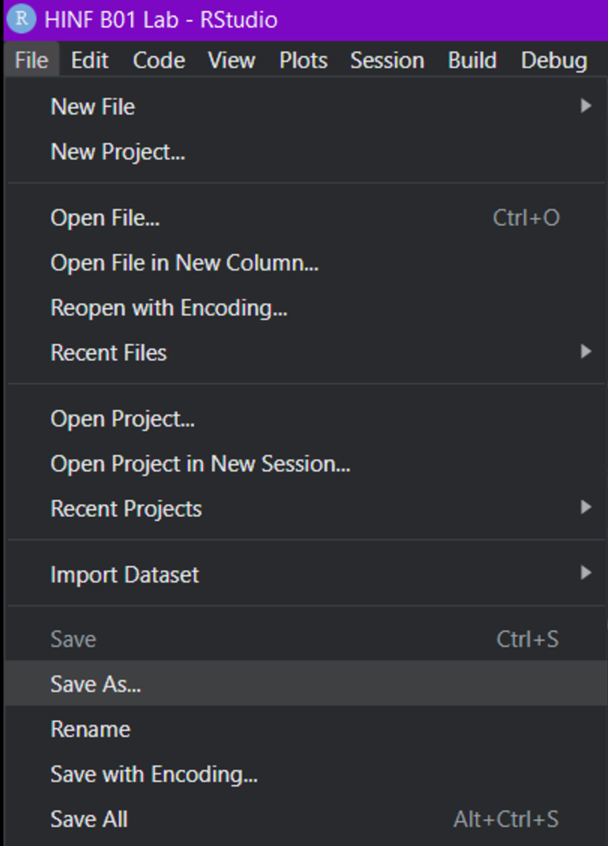 R HINF B01 Lab - RStudio
File Edit Code View Plots Session Build Debug
New File
New Project...
Open File... Ctrl+O
Open File in New Column...
Reopen with Encoding...
Recent Files
Open Project...
Open Project in New Session...
Recent Projects
Import Dataset
Save Ctrl+S
Save As...
Rename
Save with Encoding...
Save All Alt+Ctrl+S